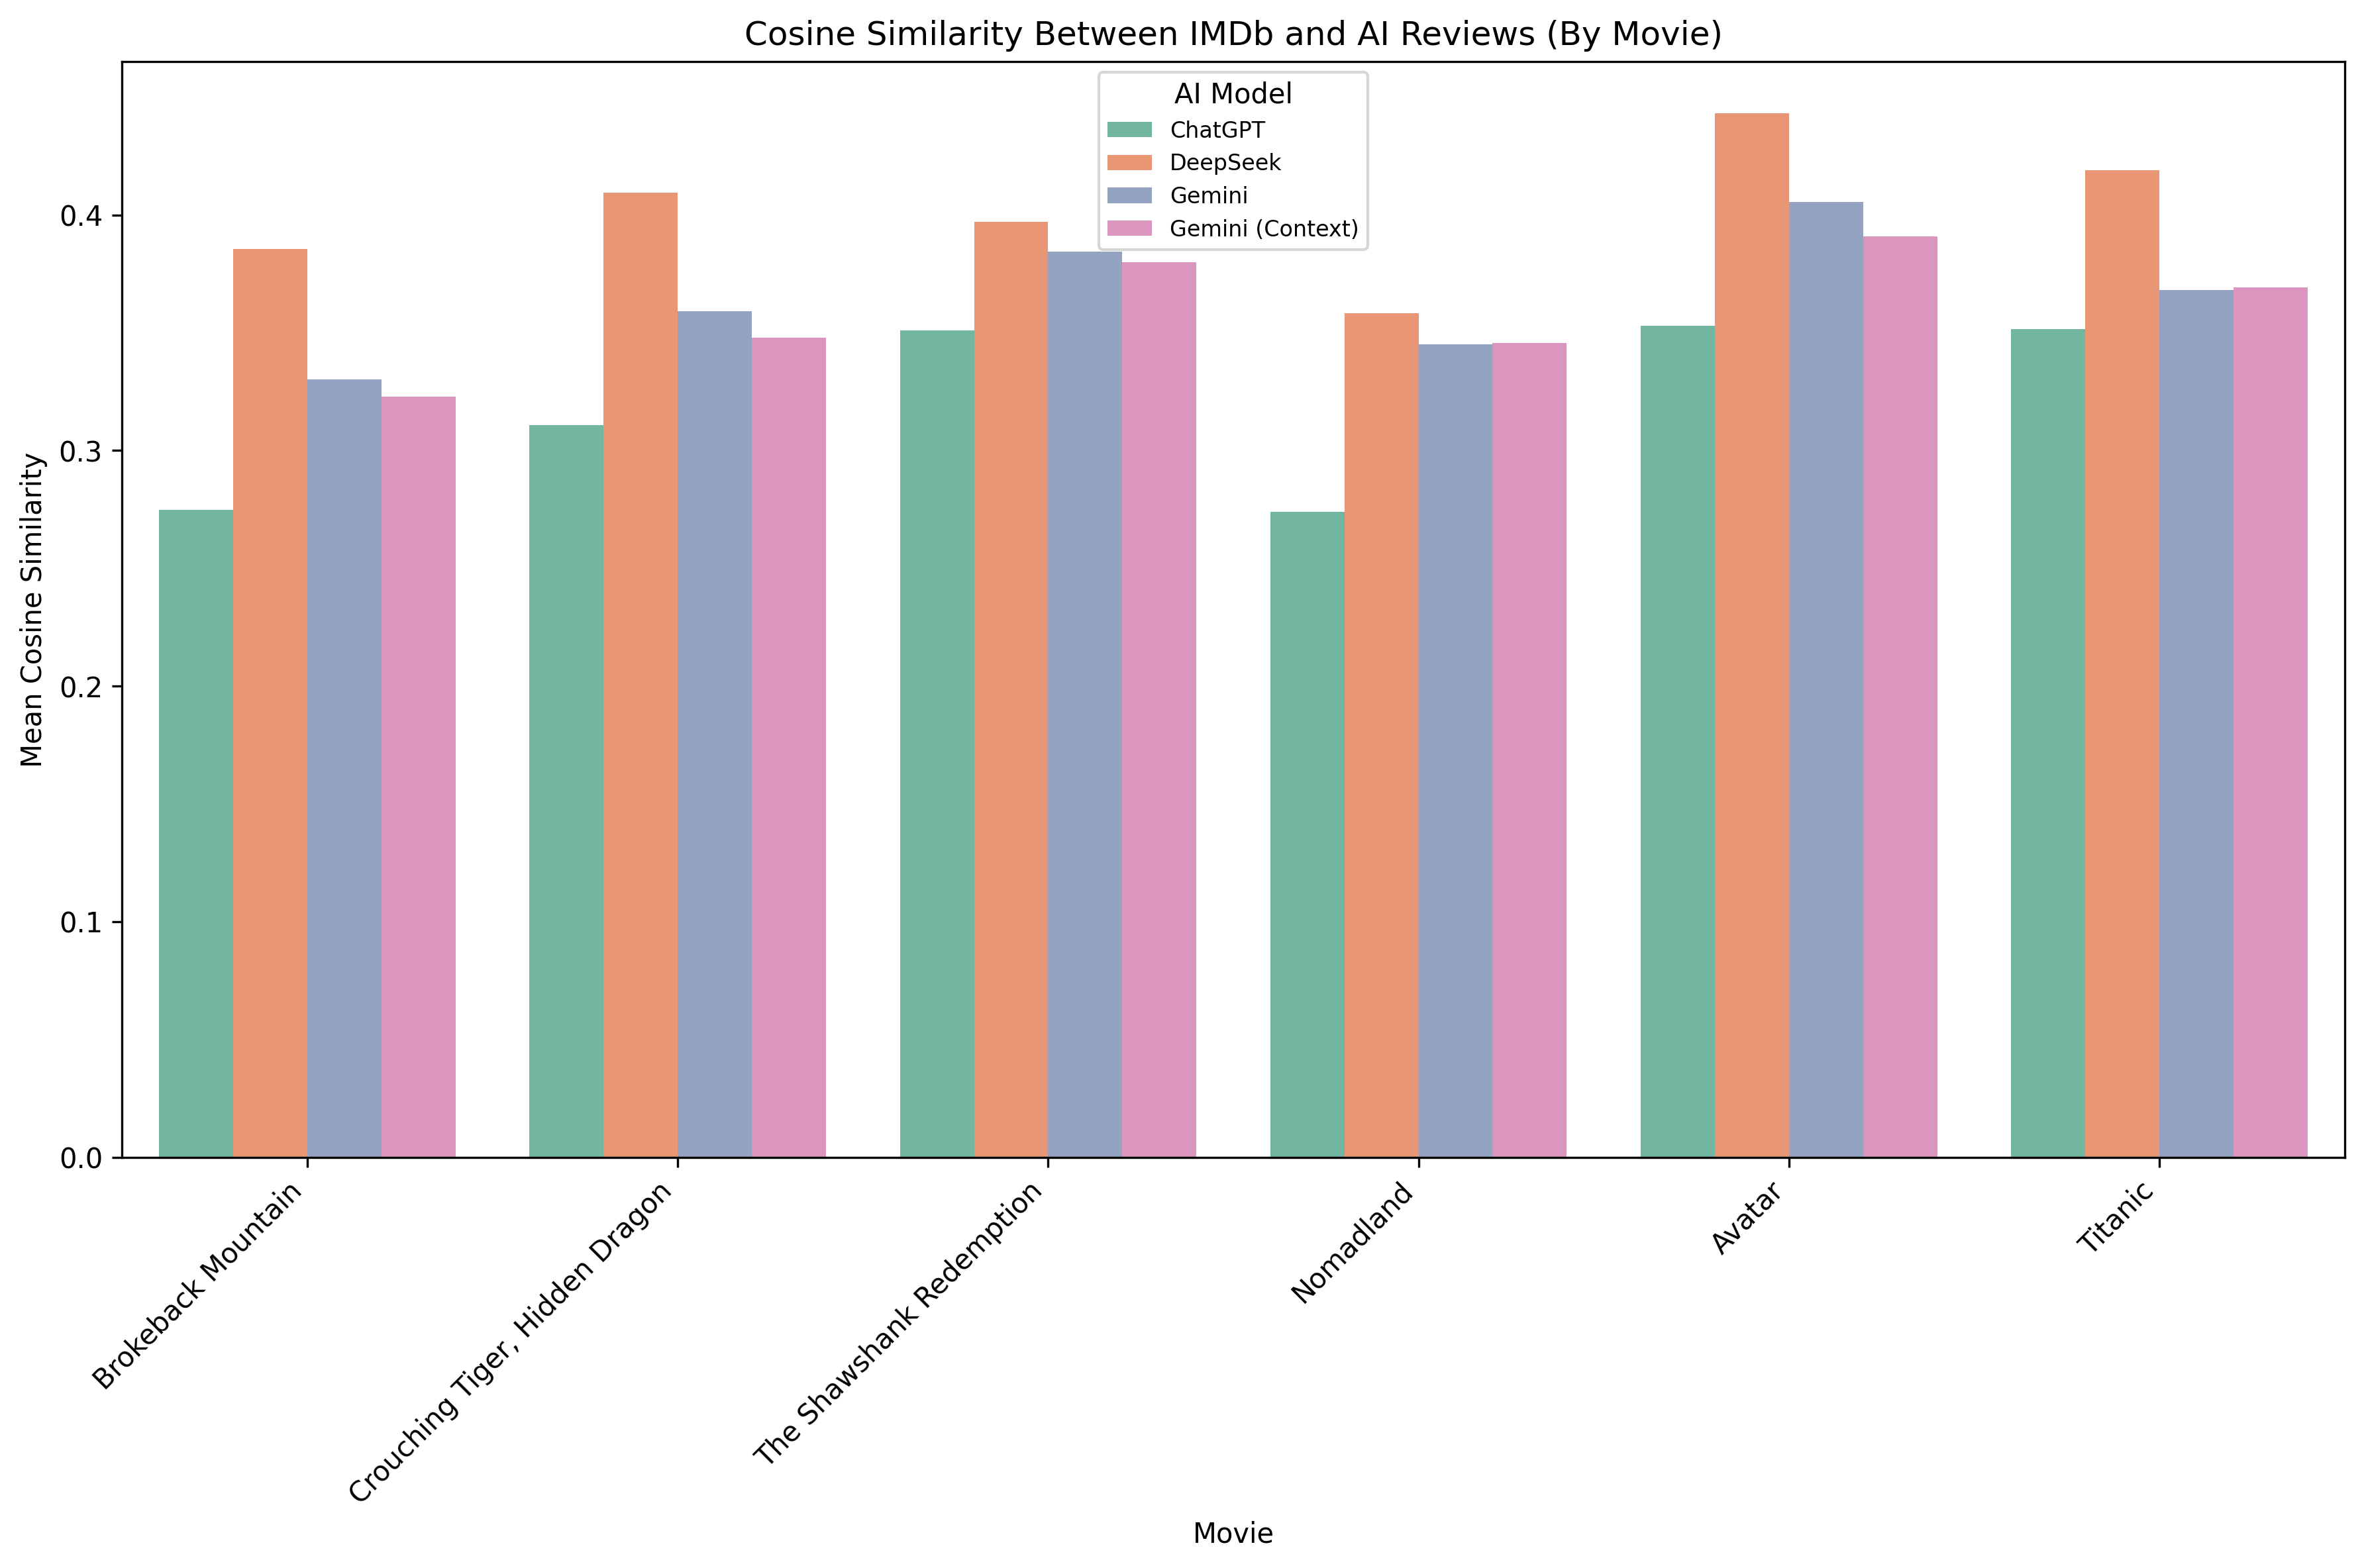 Cosine Similarity Between IMDb and AI Reviews (By Movie)
AI Model
ChatGPT
DeepSeek
Gemini
Gemini (Context)
Mean Cosine Similarity
0.4
0.3
0.2
0.1
0.0
Brokeback Mountain
Crouching Tiger, Hidden Dragon
The Shawshank Redemption
Nomadland
Avatar
Titanic
Movie